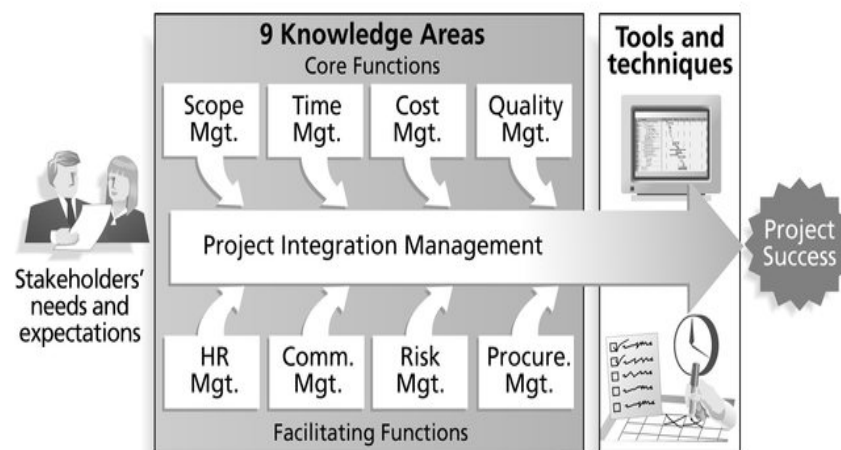 9 Knowledge Areas
Core Functions
Scope
Mgt.
Time
Mgt.
Cost
Mgt.
Quality
Mgt.
Tools and
techniques
Stakeholders'
needs and
expectations
Project Integration Management
Project
Success
HR
Mgt.
Comm.
Mgt.
Risk
Mgt.
Procure.
Mgt.
Facilitating Functions